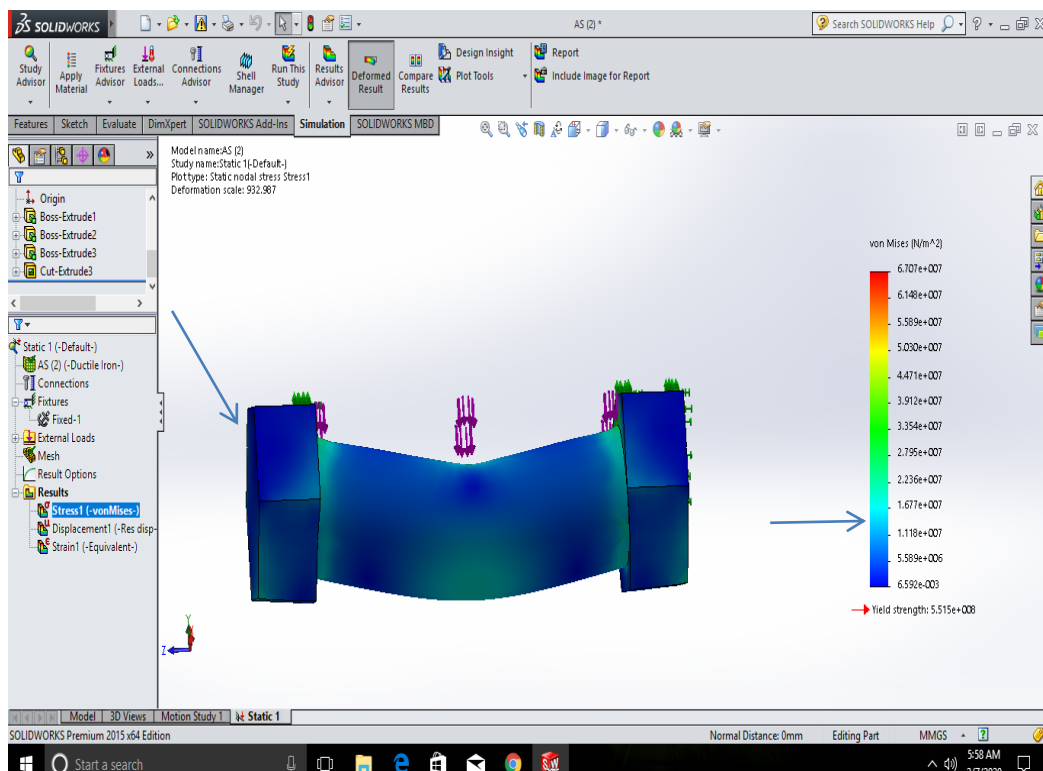 SOLIDWORKS
AS (2) *
Search SOLIDWORKS Help
Study Advisor
Apply Material
Fixtures Advisor
External Loads...
Connections Advisor
Shell Manager
Run This Study
Results Advisor
Deformed Result
Compare Results
Design Insight
Plot Tools
Report
Include Image for Report
Features
Sketch
Evaluate
DimXpert
SOLIDWORKS Add-Ins
Simulation
SOLIDWORKS MBD
Origin
Boss-Extrude1
Boss-Extrude2
Boss-Extrude3
Cut-Extrude3
Static 1 (-Default-)
AS (2) (-Ductile Iron-)
Connections
Fixtures
Fixed-1
External Loads
Mesh
Result Options
Results
Stress1 (-vonMises-)
Displacement1 (-Res disp-
Strain1 (-Equivalent-)
Model name:AS (2)
Study name:Static 1(-Default-)
Plot type: Static nodal stress Stress1
Deformation scale: 932.987
von Mises (N/m^2)
6.707e+007
6.148e+007
5.589e+007
5.030e+007
4.471e+007
3.912e+007
3.354e+007
2.795e+007
2.236e+007
1.677e+007
1.118e+007
5.589e+006
6.592e-003
Yield strength: 5.515e+008
Y
Z
Model
3D Views
Motion Study 1
Static 1
SOLIDWORKS Premium 2015 x64 Edition
Normal Distance: 0mm
Editing Part
MMGS
Start a search
5:58 AM